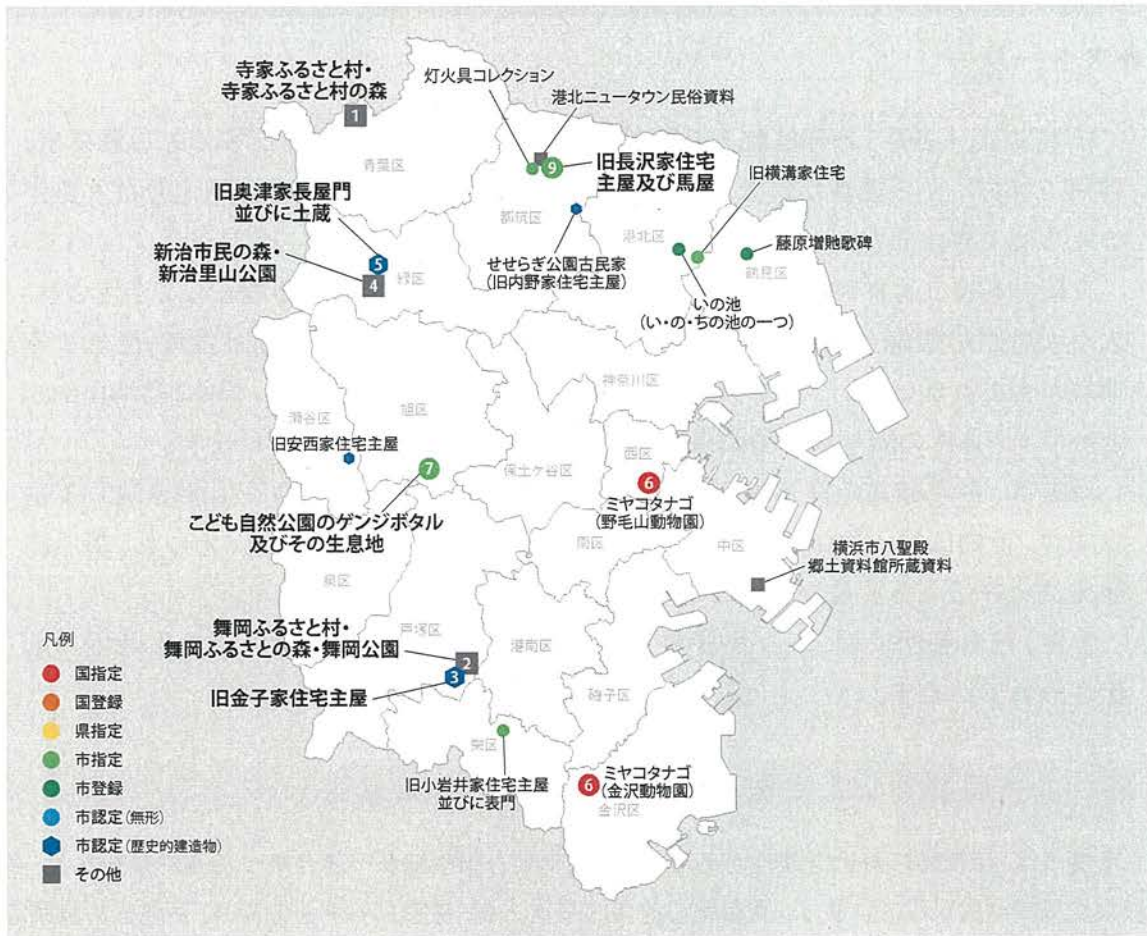 寺家ふるさと村・
寺家ふるさと村の森
1
灯火具コレクション
港北ニュータウン民俗資料
青葉区
9
旧長沢家住宅
主屋及び馬屋
旧横溝家住宅
旧奥津家長屋門
並びに土蔵
都筑区
港北区
藤原増貤歌碑
鶴見区
新治市民の森・
新治里山公園
5
4
緑区
せせらぎ公園古民家
(旧内野家住宅主屋)
いの池
(い・の・ちの池の一つ)
神奈川区
瀬谷区
旭区
旧安西家住宅主屋
7
保土ケ谷区
西区
6
ミヤコタナゴ
(野毛山動物園)
こども自然公園のゲンジボタル
及びその生息地
南区
中区
横浜市八聖殿
郷土資料館所蔵資料
泉区
戸塚区
舞岡ふるさと村・
舞岡ふるさとの森・舞岡公園
2
港南区
3
旧金子家住宅主屋
磯子区
栄区
旧小岩井家住宅主屋
並びに表門
6
ミヤコタナゴ
(金沢動物園)
金沢区
凡例
国指定
国登録
県指定
市指定
市登録
市認定(無形)
市認定(歴史的建造物)
その他